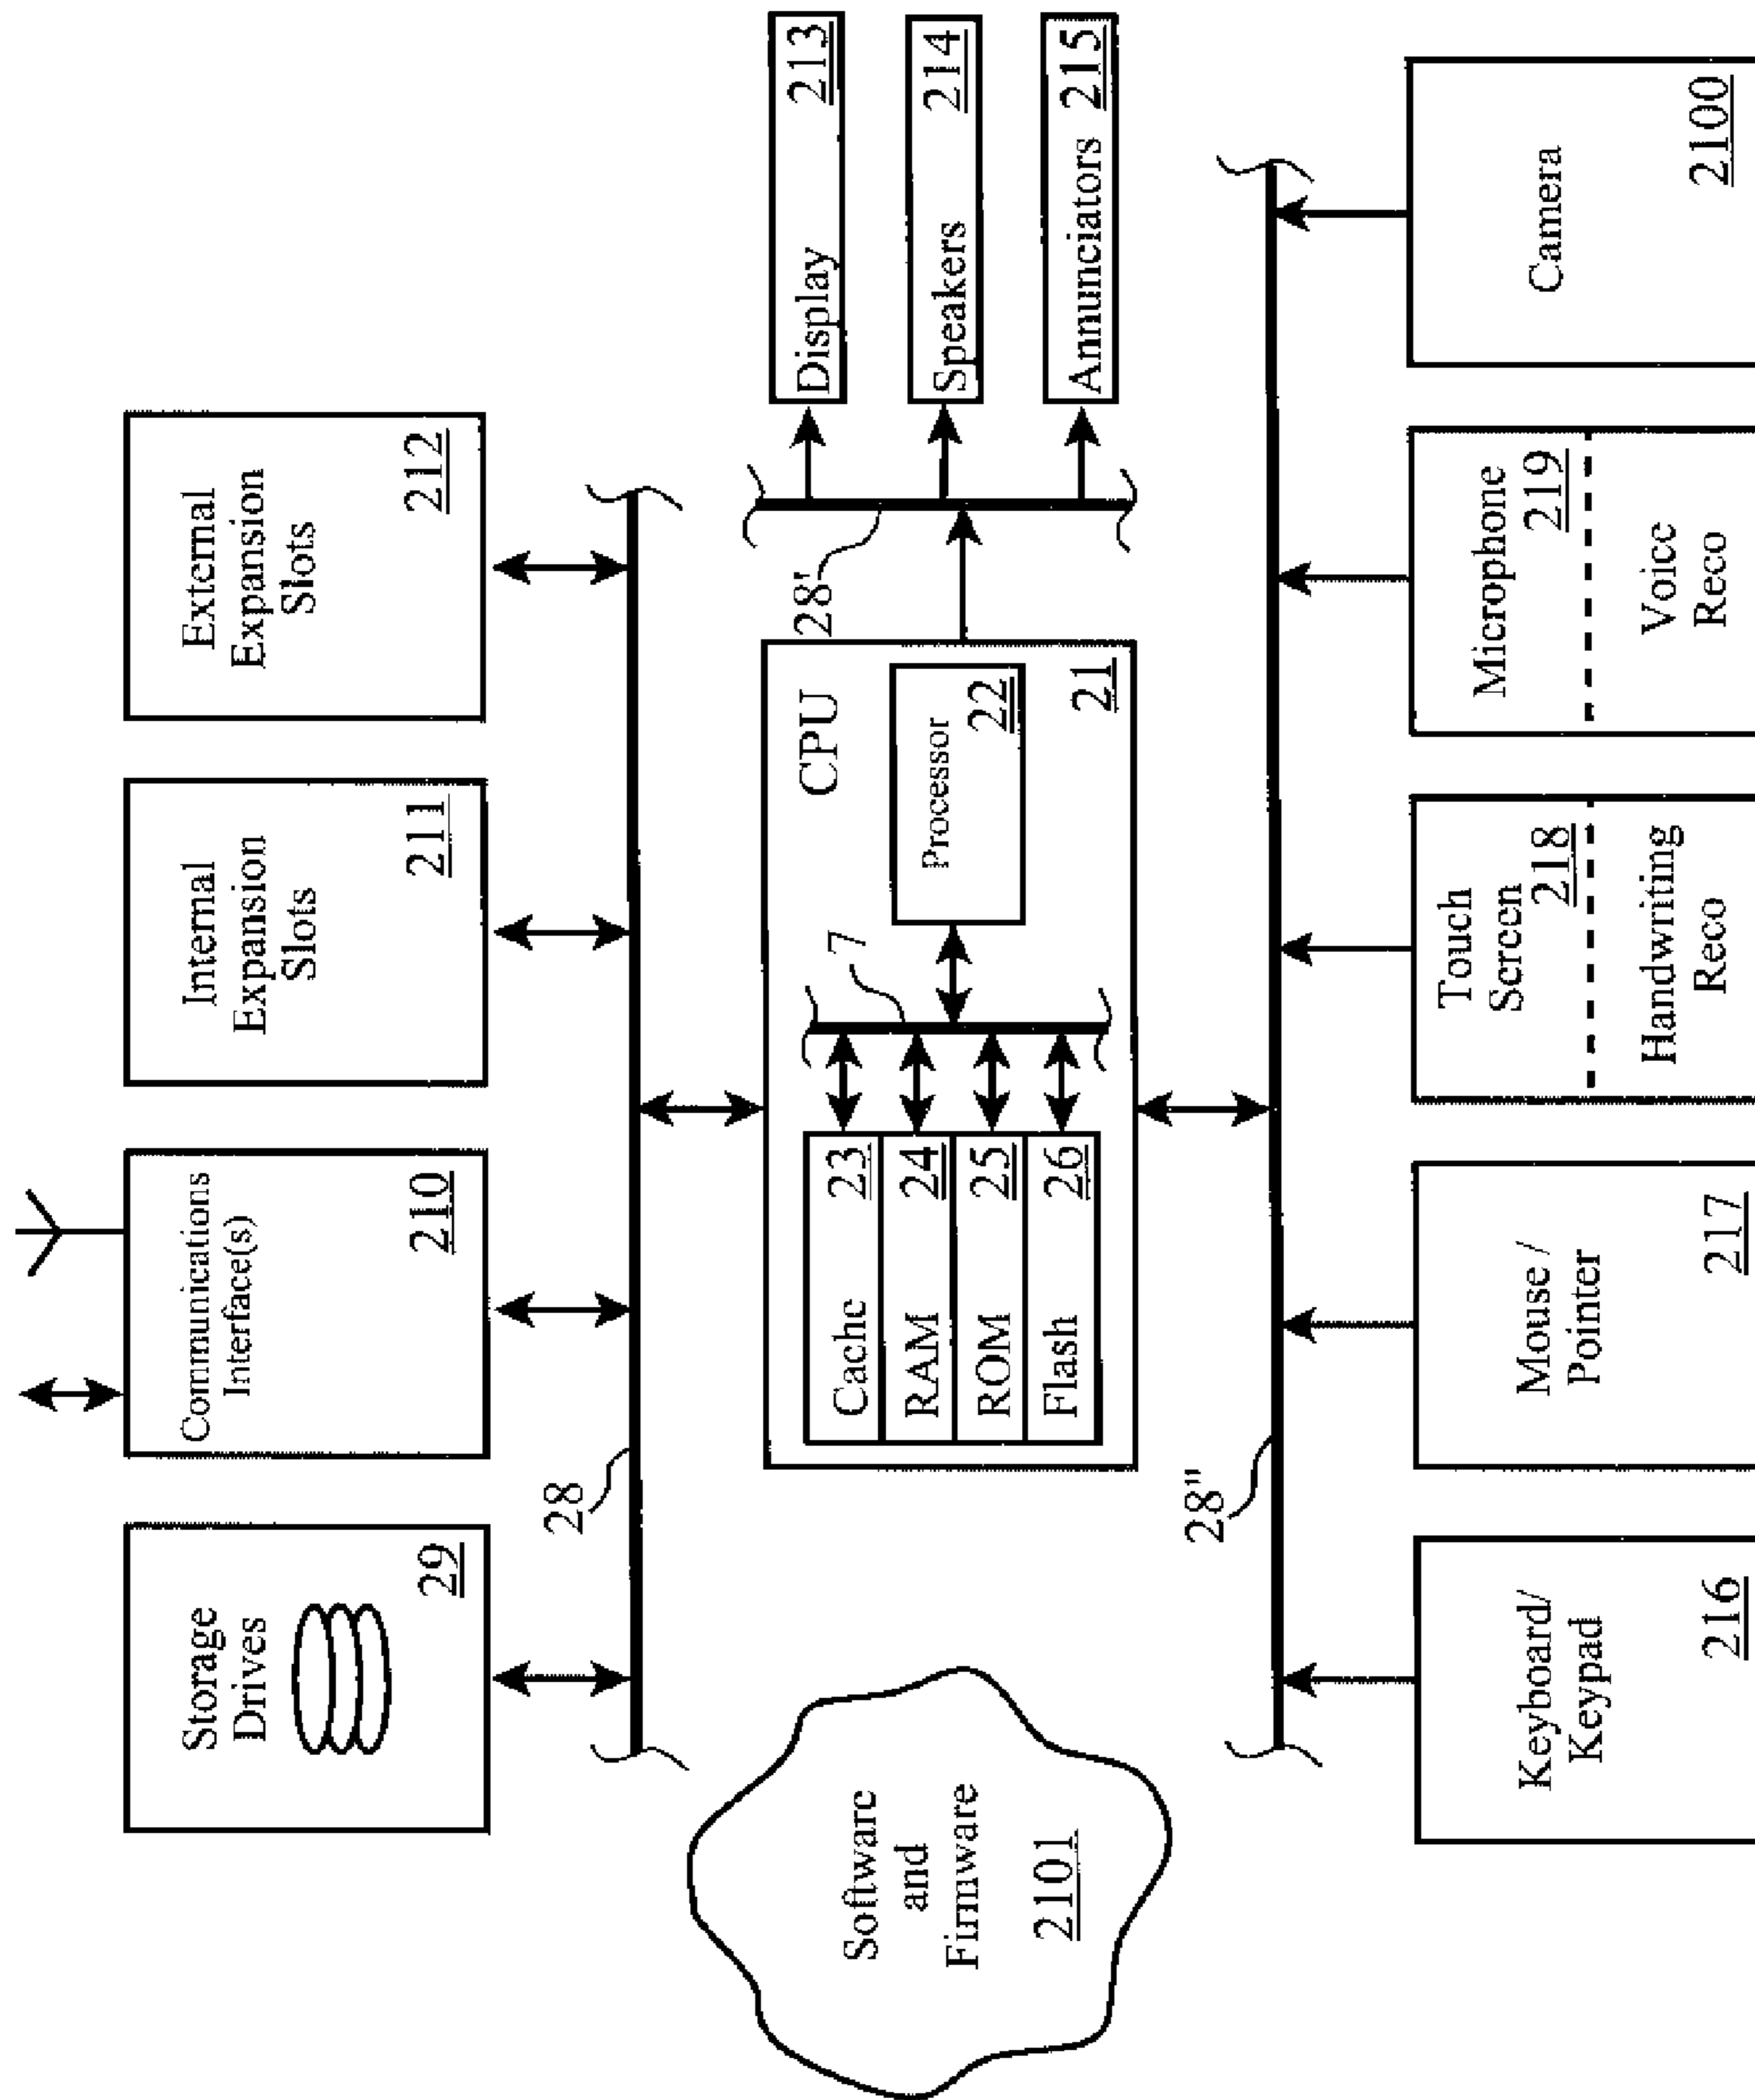 Storage
Drives
29
Communications
Interface(s)
210
Internal
Expansion
Slots
211
External
Expansion
Slots
212
28
Software
and
Firmware
2101
CPU
21
Cache 23
RAM 24
ROM 25
Flash 26
7
Processor
22
28'
Display 213
Speakers 214
Annunciators 215
28"
Keyboard/
Keypad
216
Mouse /
Pointer
217
Touch
Screen
218
Handwriting
Reco
Microphone
219
Voice
Reco
Camera
2100